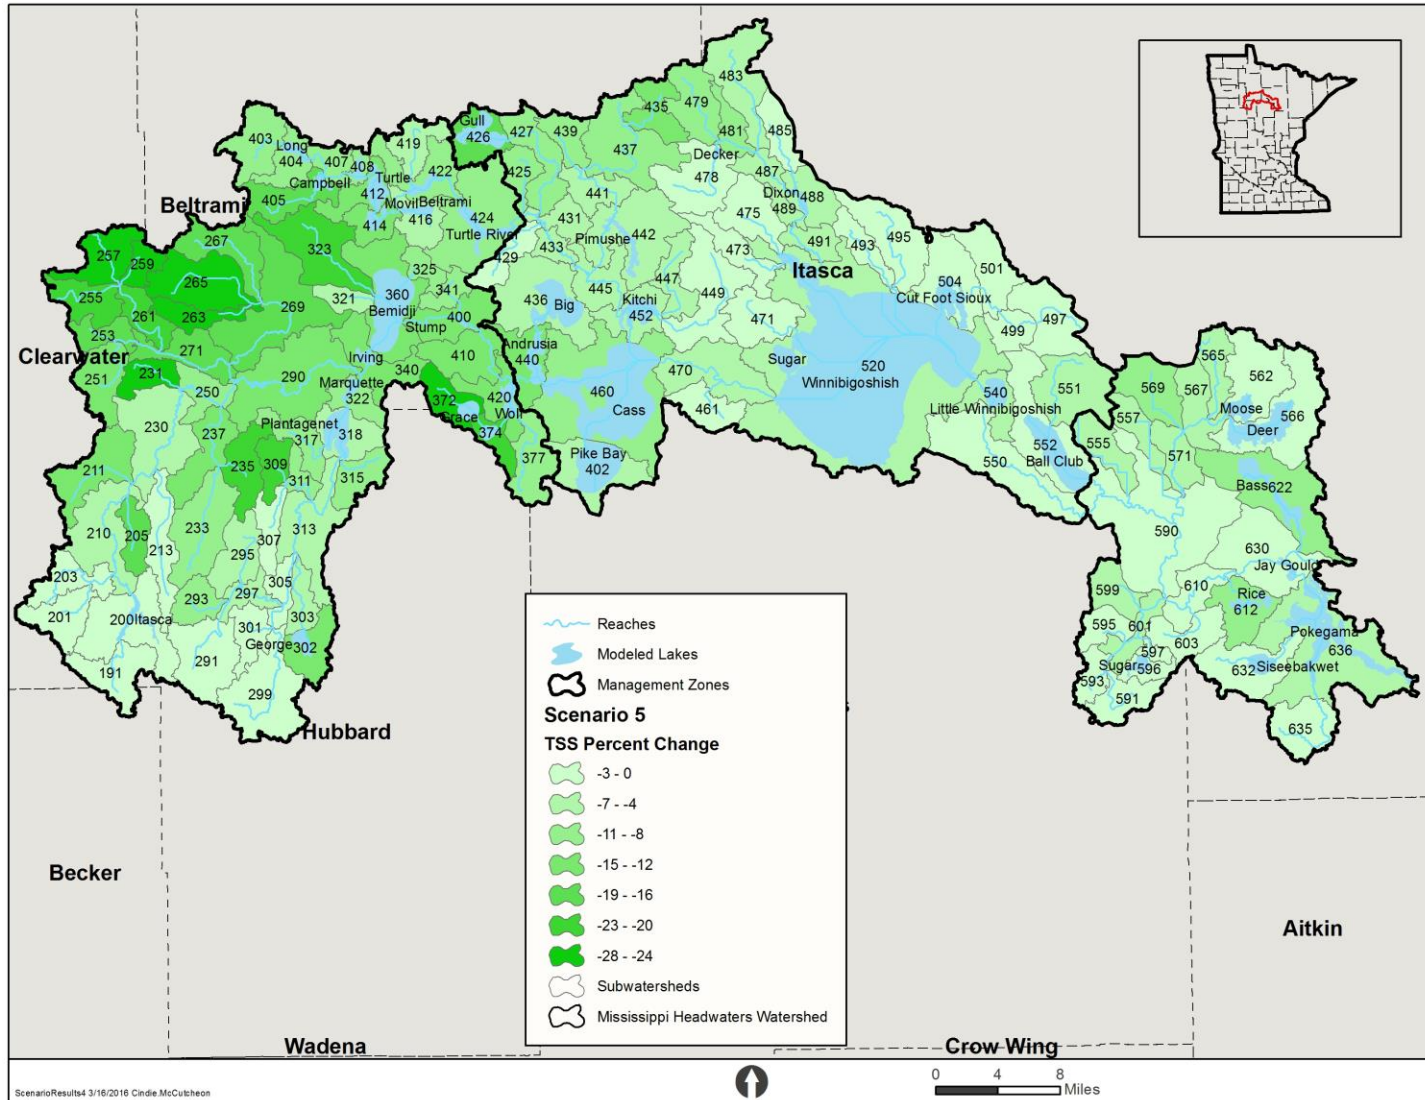 483
435
479
Gull
426
427
439
481
485
403
Long
419
437
Decker
404
407
408
Turtle
422
425
478
487
Campbell
412
Movil
Beltrami
441
Dixon
488
405
416
424
431
475
489
Beltrami
414
Turtle River
Pimushe
442
495
267
323
433
473
491
493
257
259
429
Itasca
501
325
447
265
445
504
255
321
360
341
436
Big
Kitchi
449
Cut Foot Sioux
261
263
269
Bemidji
452
471
499
497
253
Stump
400
Clearwater
271
Irving
410
Andrusia
440
Sugar
520
565
251
231
290
340
470
Winnibigoshish
562
250
Marquette
372
420
460
551
569
567
322
Grace
Wolf
Cass
461
540
Little Winnibigoshish
Moose
566
230
237
Plantagenet
317
318
374
557
Deer
211
235
309
377
Pike Bay
402
552
Ball Club
555
571
311
315
550
Bass
622
210
205
233
313
213
307
590
295
630
203
305
Jay Gould
293
297
599
610
Rice
201
200
Itasca
301
303
612
595
601
George
302
603
Pokegama
191
291
Sugar
597
596
636
299
593
632
Siseebakwet
591
Hubbard
635
Reaches
Modeled Lakes
Management Zones
s
Scenario 5
TSS Percent Change
-3 - 0
-7 - -4
-11 - -8
-15 - -12
-19 - -16
-23 - -20
-28 - -24
Subwatersheds
Mississippi Headwaters Watershed
Becker
Aitkin
Wadena
Crow Wing
ScenarioResults4 3/16/2016 Cindie.McCutcheon
0 4 8
Miles